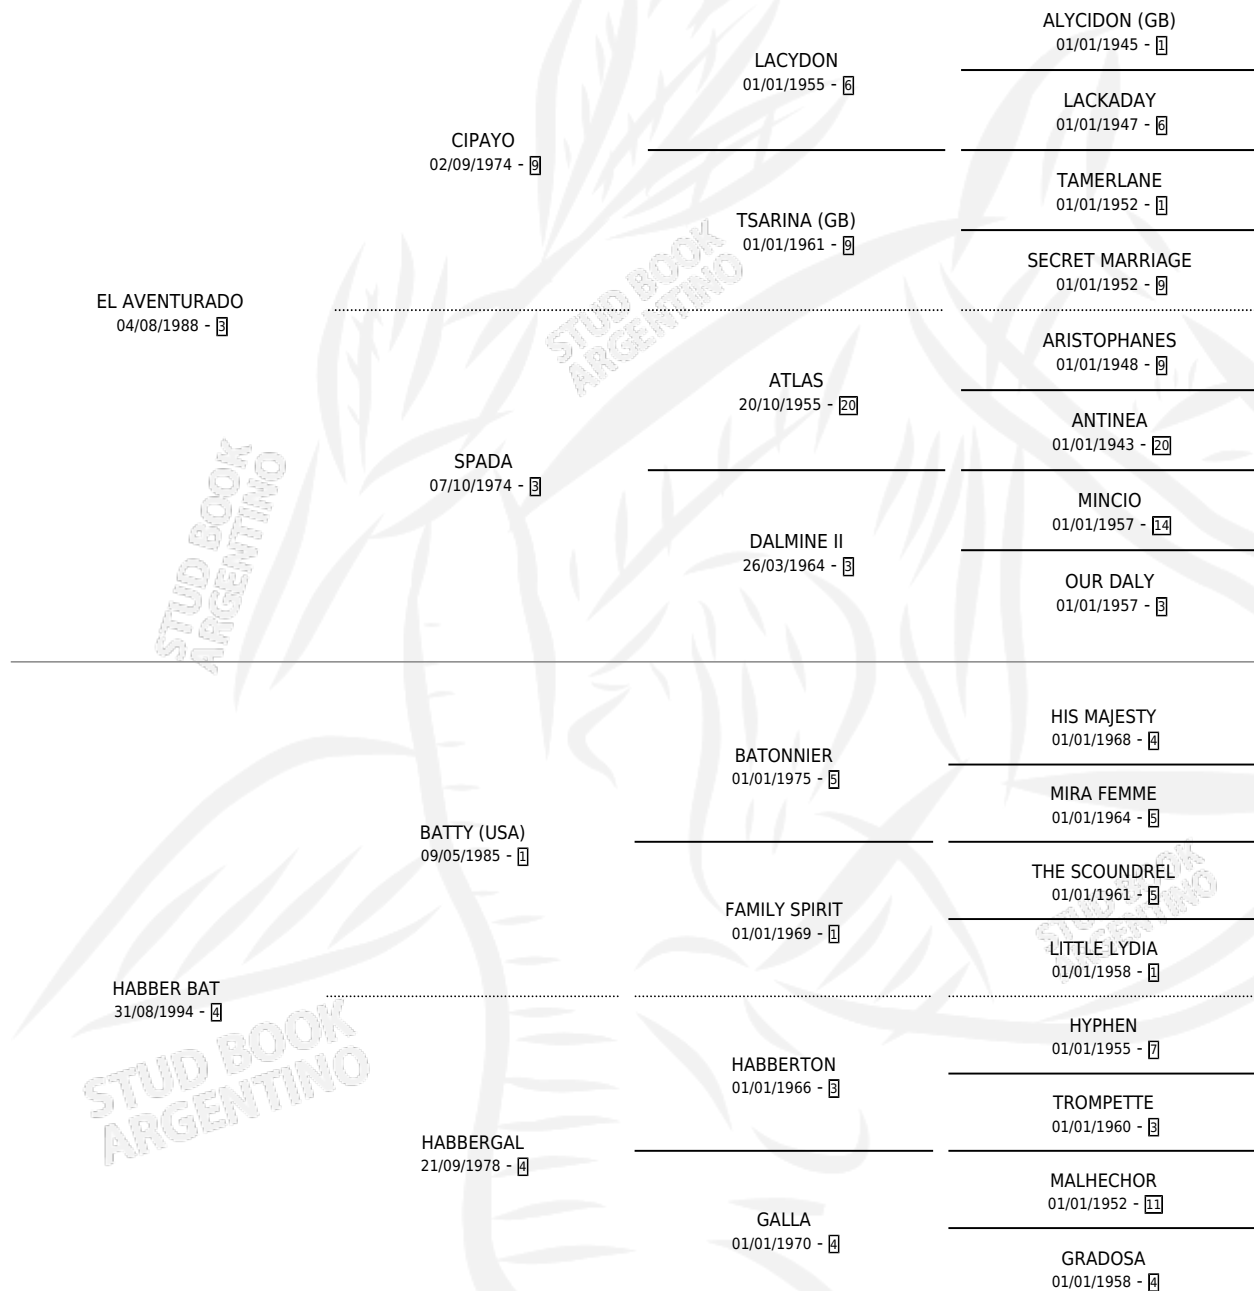 ALYCIDON (GB)
01/01/1945 - 1
LACYDON
01/01/1955 - 6
LACKADAY
01/01/1947 - 6
CIPAYO
02/09/1974 - 9
TAMERLANE
01/01/1952 - 1
TSARINA (GB)
01/01/1961 - 9
SECRET MARRIAGE
01/01/1952 - 9
EL AVENTURADO
04/08/1988 - 3
STUD BOOK
ARGENTINO
ARISTOPHANES
01/01/1948 - 9
ATLAS
20/10/1955 - 20
ANTINEA
01/01/1943 - 20
SPADA
07/10/1974 - 3
MINCIO
01/01/1957 - 14
DALMINE II
26/03/1964 - 3
OUR DALY
01/01/1957 - 3
STUD BOOK
ARGENTINO
HIS MAJESTY
01/01/1968 - 4
BATONNIER
01/01/1975 - 5
MIRA FEMME
01/01/1964 - 5
BATTY (USA)
09/05/1985 - 1
THE SCOUNDREL
01/01/1961 - 5
FAMILY SPIRIT
01/01/1969 - 1
LITTLE LYDIA
01/01/1958 - 1
STUD BOOK
ARGENTINO
HABBER BAT
31/08/1994 - 4
STUD BOOK
ARGENTINO
HYPHEN
01/01/1955 - 7
HABBERTON
01/01/1966 - 3
TROMPETTE
01/01/1960 - 3
HABBERGAL
21/09/1978 - 4
MALHECHOR
01/01/1952 - 11
GALLA
01/01/1970 - 4
GRADOSA
01/01/1958 - 4